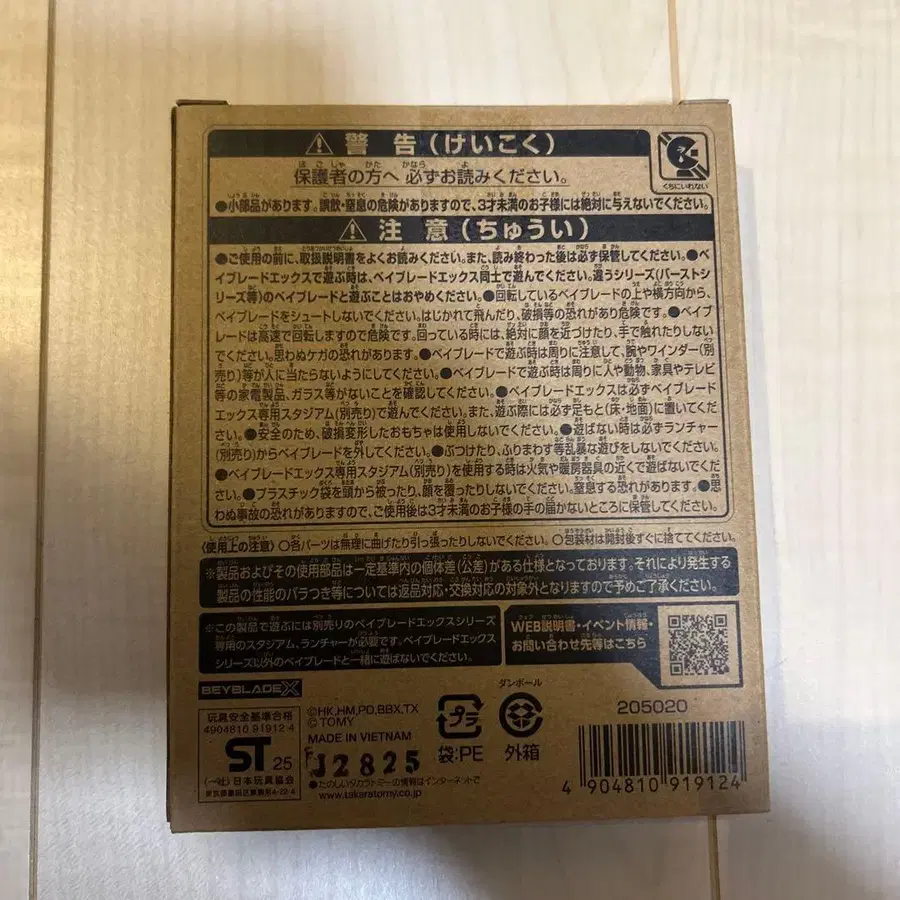 警告(けいこく)
くちにいれない
保護者の方へ 必ずお読みください。
●小部品があります。誤飲・窒息の危険がありますので、3才未満のお子様には絶対に与えないでください。
注意(ちゅうい)
●ご使用の前に、取扱説明書をよくお読みください。また、読み終わった後は必ず保管してください。●ベ
イブレードエックスで遊ぶ時は、ベイブレードエックス同士で遊んでください。違うシリーズ(バーストシ
リーズ等)のベイブレードと遊ぶことはおやめください。●回転しているベイブレードの上や横方向から、
ベイブレードをシュートしないでください。はじかれて飛んだり、破損等の恐れがあり危険です。●ベイブレ
ードは高速で回転しますので危険です。回っている時には、絶対に顔を近づけたり、手で触れたりしない
でください。思わぬケガの恐れがあります。●ベイブレードで遊ぶ時は周りに注意して、腕やワインダー(別
売り)等が人に当たらないようにしてください。●ベイブレードで遊ぶ時は周りに人や動物、家具やテレビ
等の家電製品、ガラス等がないことを確認してください。●ベイブレードエックスは必ずベイブレード
エックス専用スタジアム(別売り)で遊んでください。また、遊ぶ際には必ず足もと(床・地面)に置いてくだ
さい。●安全のため、破損変形したおもちゃは使用しないでください。●遊ばない時は必ずランチャー
(別売り)からベイブレードを外してください。●ぶつけたり、ふりまわす等乱暴な遊びをしないでください。
●ベイブレードエックス専用スタジアム(別売り)を使用する時は火気や暖房器具の近くで遊ばないでくだ
さい。●プラスチック袋を頭から被ったり、顔を覆ったりしないでください。窒息する恐れがあります。●思
わぬ事故の恐れがありますので、ご使用後は3才未満のお子様の手の届かないところに保管してください。
〈使用上の注意〉○各パーツは無理に曲げたり引っ張ったりしないでください。○包装材は開封後すぐに捨ててください。
※製品およびその使用部品は一定基準内の個体差(公差)がある仕様となっております。それにより発生する
製品の性能のバラつき等については返品対応・交換対応の対象外となりますので予めご了承ください。
※この製品で遊ぶには別売りのベイブレードエックスシリーズ
専用のスタジアム、ランチャーが必要です。ベイブレードエックス
シリーズ以外のベイブレードと一緒に遊ばないでください。
WEB説明書・イベント情報・
お問い合わせ先等はこちら
BEYBLADE X
玩具安全基準合格
4904810 91912 4
ST 25
(一社)日本玩具協会
東京都墨田区東駒形4-22-4
©HK,HM,PD,BBX,TX
©TOMY
MADE IN VIETNAM
J2825
●たのしいタカラトミーの情報はインターネットで
www.takaratomy.co.jp
プラ
袋:PE
ダンボール
外箱
205020
4 904810 919124